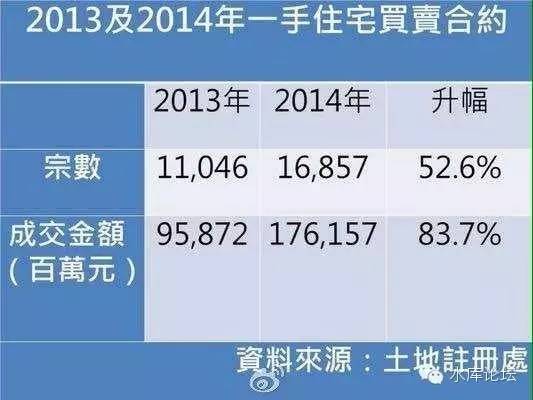 2013及2014年一手住宅買賣合約
2013年 2014年 升幅
宗數 11,046 16,857 52.6%
成交金額 95,872 176,157 83.7%
（百萬元）
資料來源：土地註冊處
水库论坛